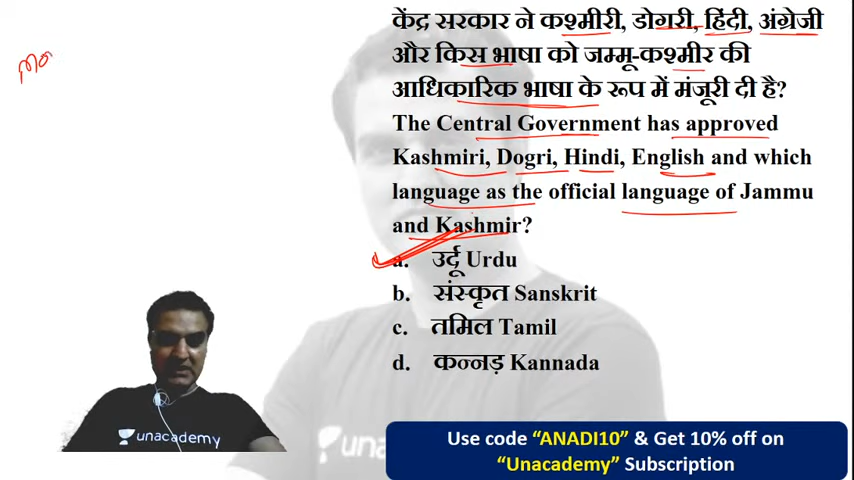 केंद्र सरकार ने कश्मीरी, डोगरी, हिंदी, अंग्रेजी
और किस भाषा को जम्मू-कश्मीर की
आधिकारिक भाषा के रूप में मंजूरी दी है?
The Central Government has approved
Kashmiri, Dogri, Hindi, English and which
language as the official language of Jammu
and Kashmir?
a. उर्दू Urdu
b. संस्कृत Sanskrit
c. तमिल Tamil
d. कन्नड़ Kannada
unacademy
Use code “ANADI10” & Get 10% off on
“Unacademy” Subscription